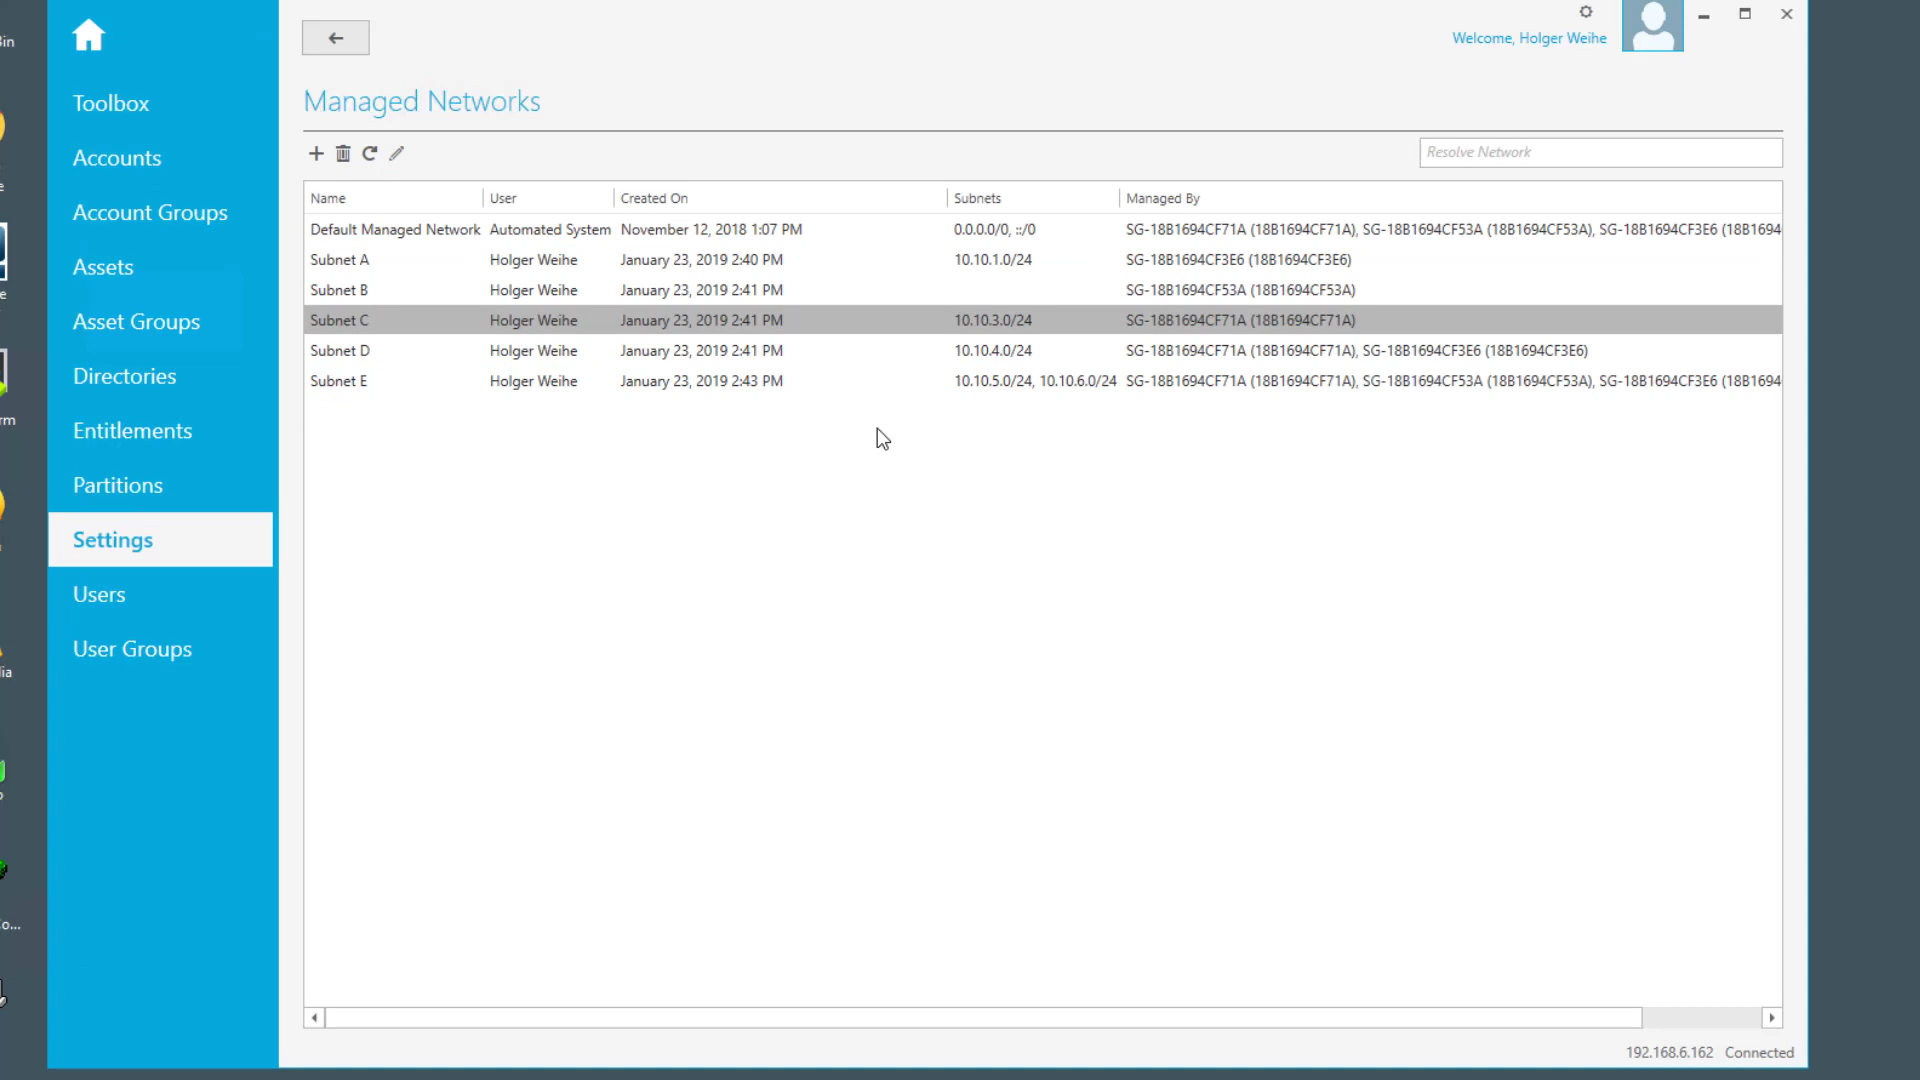 Welcome, Holger Weihe
Toolbox
Accounts
Account Groups
Assets
Asset Groups
Directories
Entitlements
Partitions
Settings
Users
User Groups
Managed Networks
Resolve Network
Name User Created On Subnets Managed By
Default Managed Network Automated System November 12, 2018 1:07 PM 0.0.0.0/0, ::/0 SG-18B1694CF71A (18B1694CF71A), SG-18B1694CF53A (18B1694CF53A), SG-18B1694CF3E6 (18B1694
Subnet A Holger Weihe January 23, 2019 2:40 PM 10.10.1.0/24 SG-18B1694CF3E6 (18B1694CF3E6)
Subnet B Holger Weihe January 23, 2019 2:41 PM SG-18B1694CF53A (18B1694CF53A)
Subnet C Holger Weihe January 23, 2019 2:41 PM 10.10.3.0/24 SG-18B1694CF71A (18B1694CF71A)
Subnet D Holger Weihe January 23, 2019 2:41 PM 10.10.4.0/24 SG-18B1694CF71A (18B1694CF71A), SG-18B1694CF3E6 (18B1694CF3E6)
Subnet E Holger Weihe January 23, 2019 2:43 PM 10.10.5.0/24, 10.10.6.0/24 SG-18B1694CF71A (18B1694CF71A), SG-18B1694CF53A (18B1694CF53A), SG-18B1694CF3E6 (18B1694
192.168.6.162 Connected